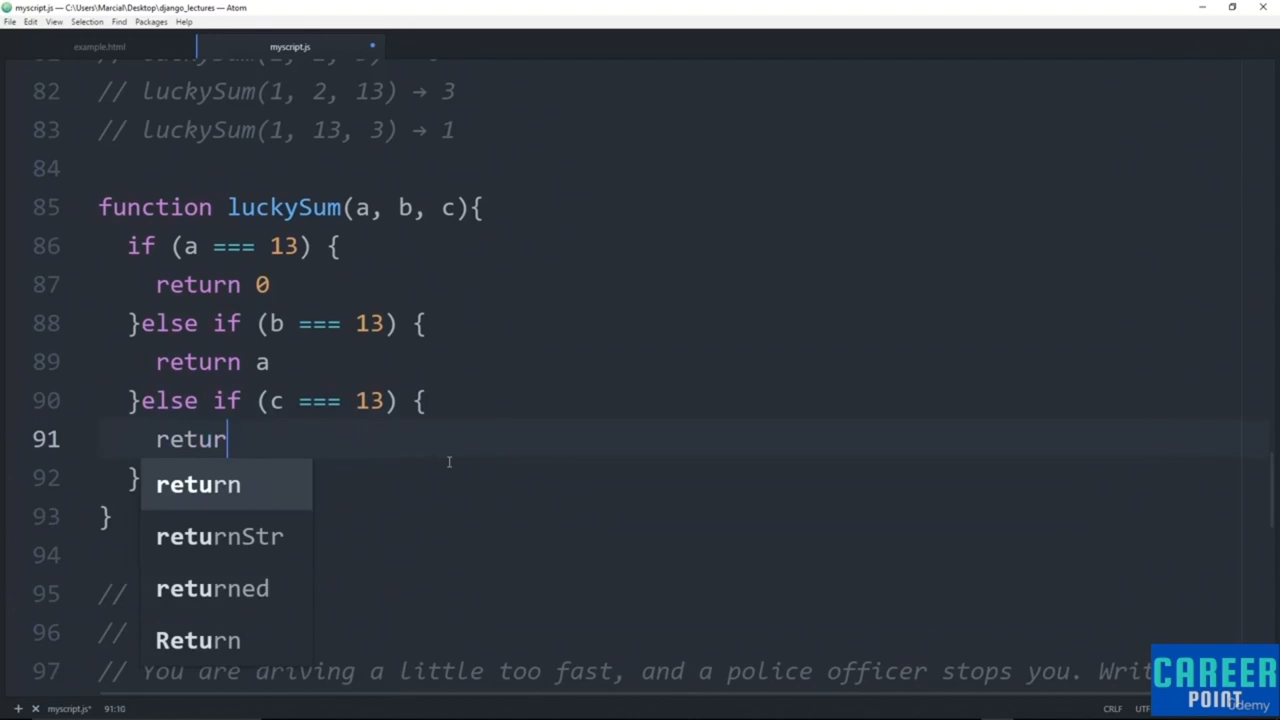 myscript.js — C:\Users\Marcial\Desktop\django_lectures — Atom
File Edit View Selection Find Packages Help
example.html myscript.js
82 // luckySum(1, 2, 13) → 3
83 // luckySum(1, 13, 3) → 1
84
85 function luckySum(a, b, c){
86 if (a === 13) {
87 return 0
88 }else if (b === 13) {
89 return a
90 }else if (c === 13) {
91 retur
92 }
return
93 }
returnStr
94
95 //
returned
96 //
Return
97 // You are ariving a little too fast, and a police officer stops you. Writ
CAREER
POINT
Udemy
myscript.js* 91:10 CRLF